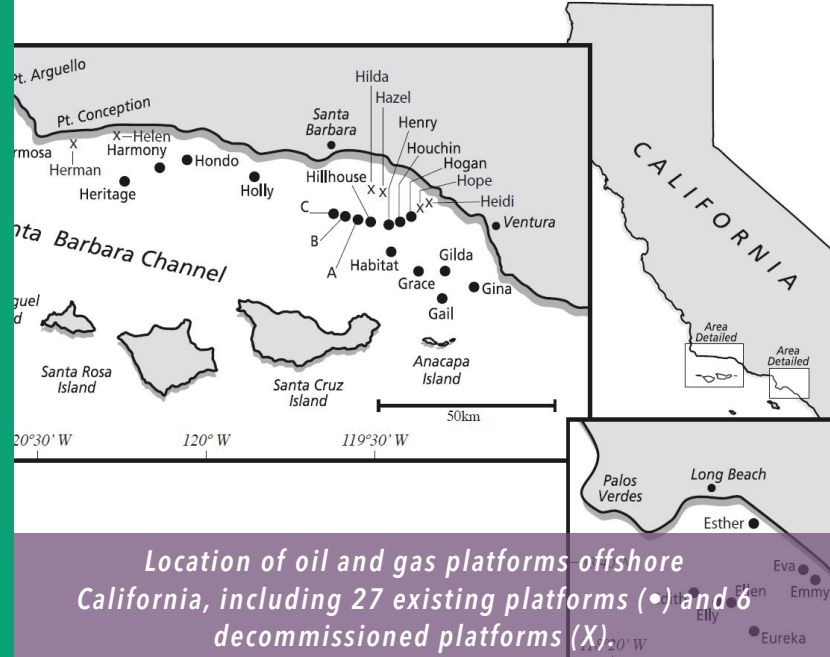 Pt. Arguello
Pt. Conception
Hilda
Hazel
Santa
Barbara
Henry
Houchin
Hogan
Hope
Heidi
Helen
Herman
Harmony
Heritage
Hondo
Holly
Hillhouse
C
B
A
Ventura
Habitat
Gilda
Grace
Gina
Gail
Barbara Channel
Santa Rosa
Island
Santa Cruz
Island
Anacapa
Island
50km
20°30' W
120° W
119°30' W
CALIFORNIA
Area
Detailed
Area
Detailed
Palos
Verdes
Long Beach
Esther
Eva
Emmy
Ellen
Elly
Eureka
Location of oil and gas platforms offshore
California, including 27 existing platforms (•) and 6
decommissioned platforms (X).